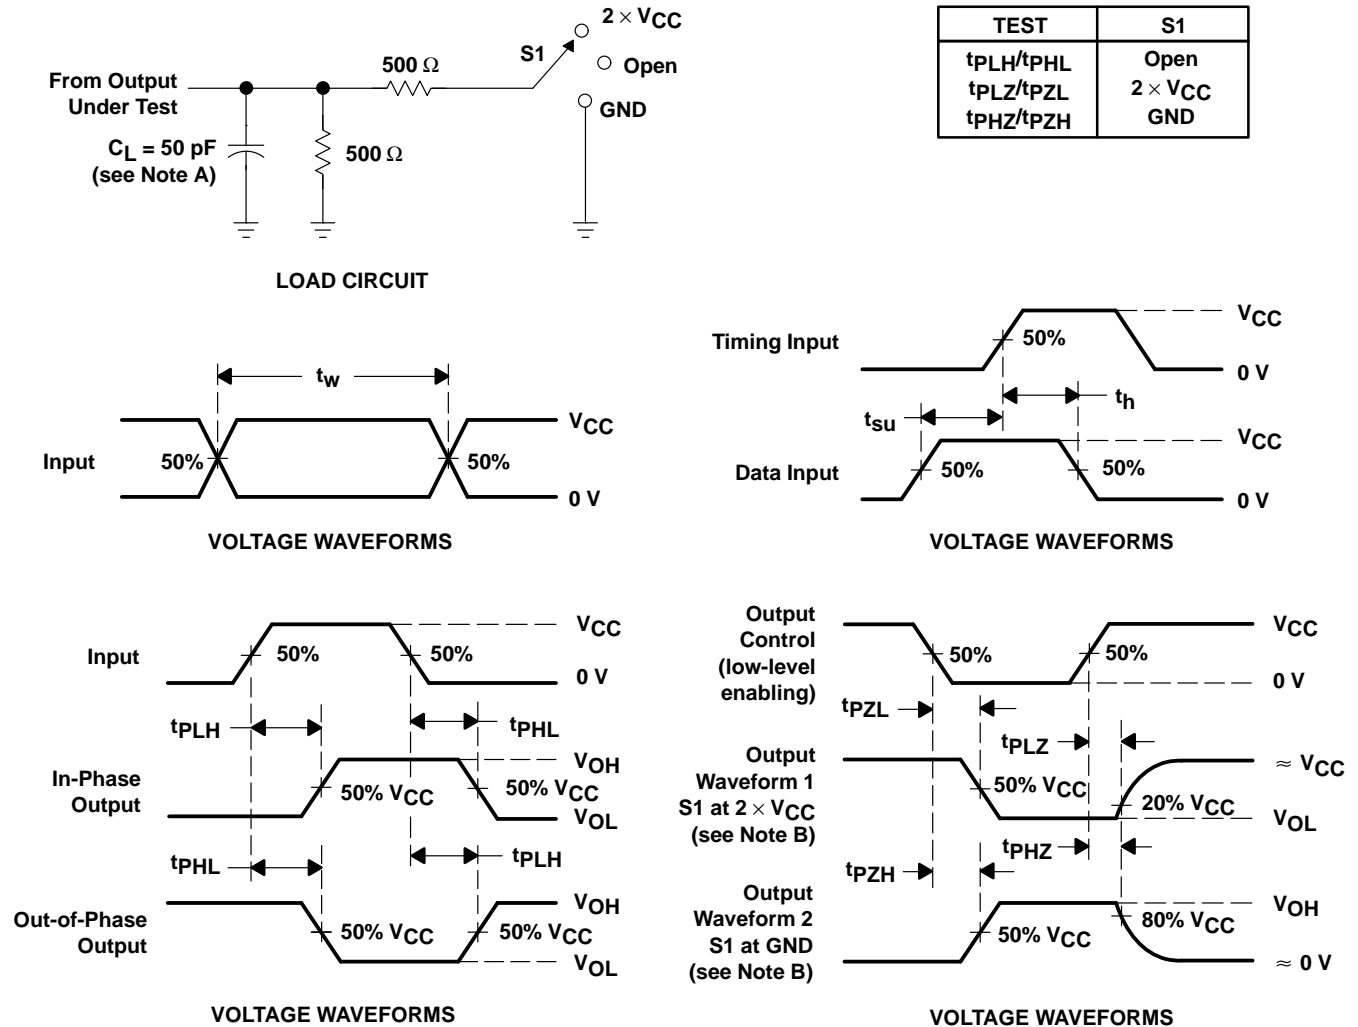 2 × VCC
S1
500 Ω
Open
From Output
Under Test
GND
CL = 50 pF
(see Note A)
500 Ω
LOAD CIRCUIT
TEST S1
tPLH/tPHL Open
tPLZ/tPZL 2 × VCC
tPHZ/tPZH GND
tw
VCC
Input 50% 50%
0 V
VOLTAGE WAVEFORMS
VCC
Timing Input 50%
0 V
th
tsu
VCC
Data Input 50% 50%
0 V
VOLTAGE WAVEFORMS
VCC
Input 50% 50%
0 V
tPLH tPHL
VOH
In-Phase
Output
50% VCC 50% VCC
VOL
tPHL tPLH
VOH
Out-of-Phase
Output
50% VCC 50% VCC
VOL
VOLTAGE WAVEFORMS
Output
Control
(low-level
enabling)
VCC
50% 50%
0 V
tPZL
tPLZ
Output
Waveform 1
S1 at 2 × VCC
(see Note B)
≈ VCC
50% VCC 20% VCC
VOL
tPZH tPHZ
Output
Waveform 2
S1 at GND
(see Note B)
VOH
50% VCC 80% VCC
≈ 0 V
VOLTAGE WAVEFORMS